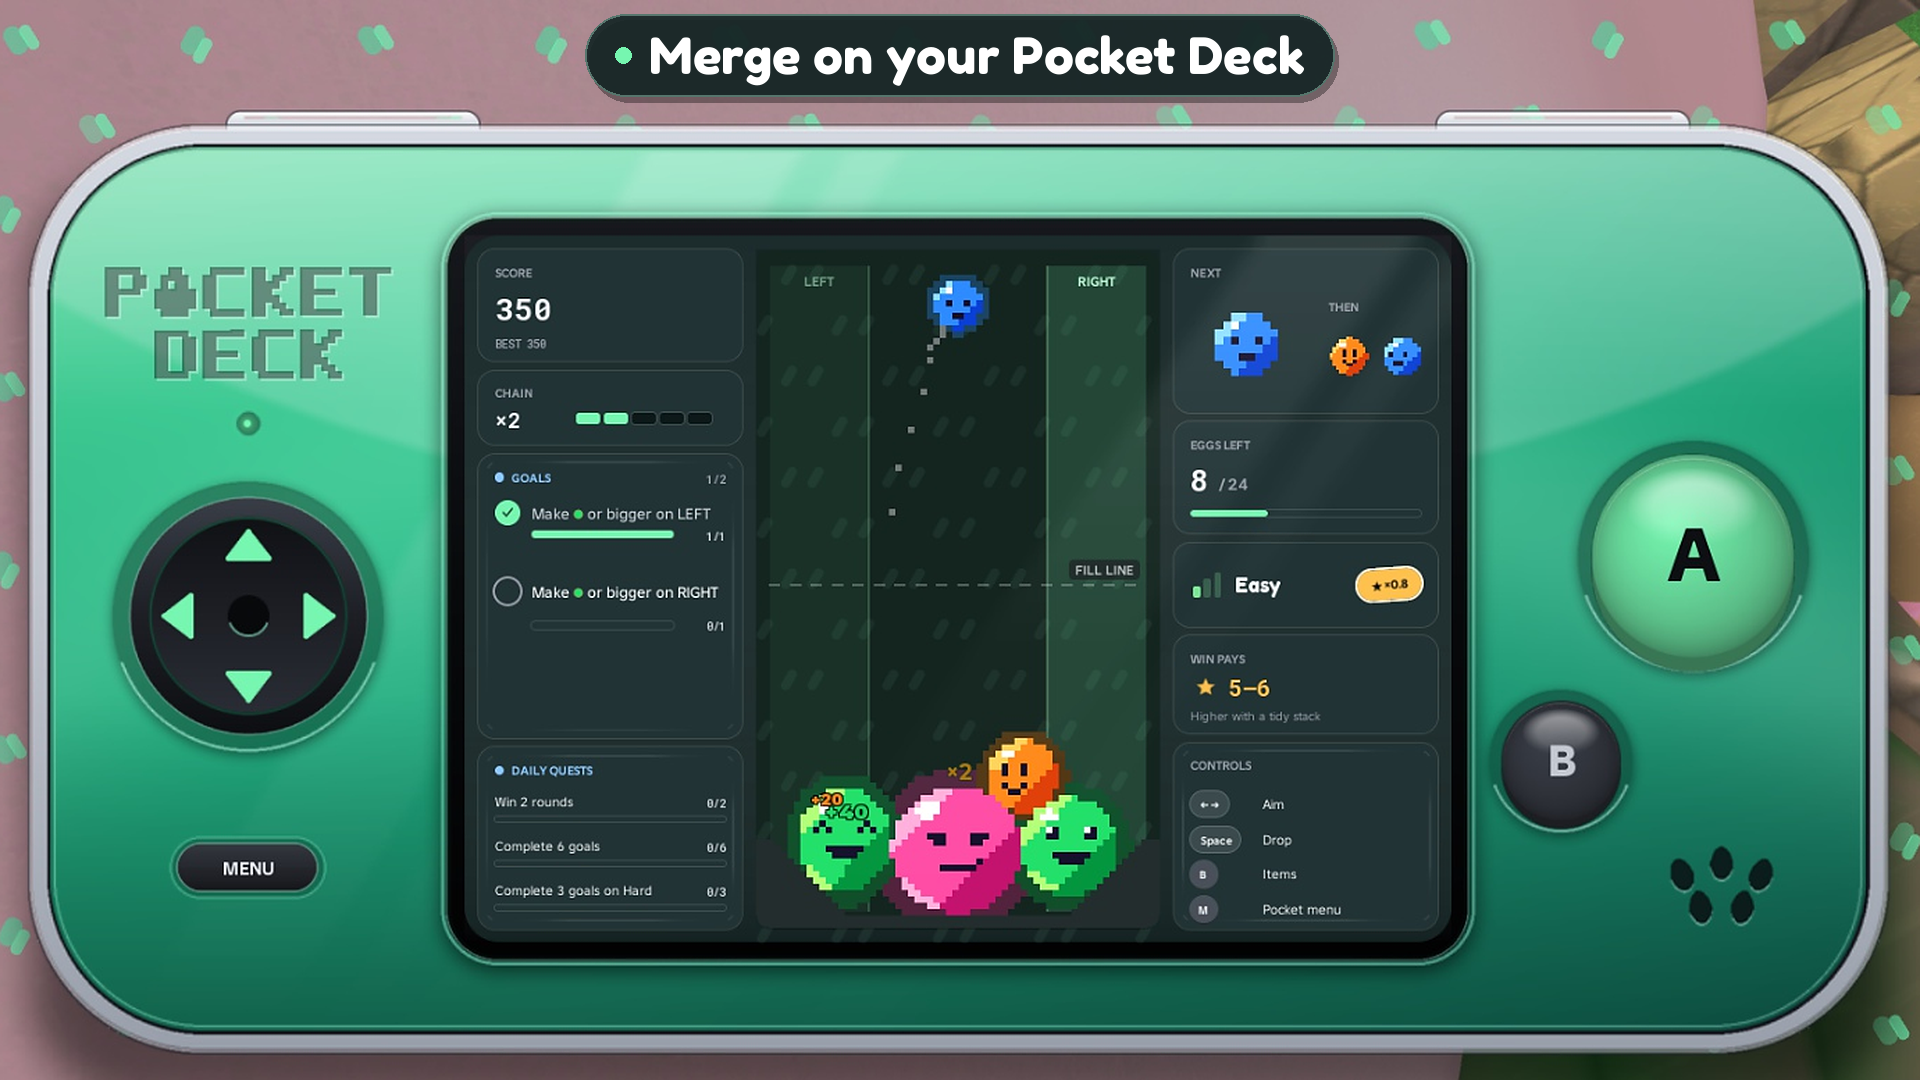 Merge on your Pocket Deck
POCKET
DECK
MENU
SCORE
350
BEST 350
CHAIN
×2
GOALS
1/2
Make or bigger on LEFT
1/1
Make or bigger on RIGHT
0/1
DAILY QUESTS
Win 2 rounds
0/2
Complete 6 goals
0/6
Complete 3 goals on Hard
0/3
LEFT
RIGHT
FILL LINE
×2
+20
+40
NEXT
THEN
EGGS LEFT
8 /24
Easy
★×0.8
WIN PAYS
★ 5–6
Higher with a tidy stack
CONTROLS
←→ Aim
Space Drop
B Items
M Pocket menu
A
B